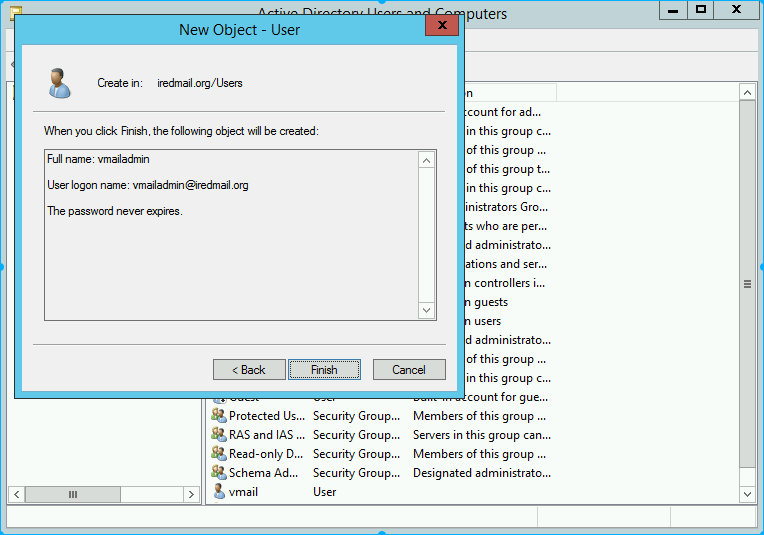 Active Directory Users and Computers
New Object - User
Create in: iredmail.org/Users
When you click Finish, the following object will be created:
Full name: vmailadmin
User logon name: vmailadmin@iredmail.org
The password never expires.
< Back Finish Cancel
on
ccount for ad...
in this group c...
of this group ...
of this group t...
in this group c...
inistrators Gro...
ts who are per...
d administrato...
ations and ser...
n controllers i...
n guests
n users
d administrato...
of this group ...
in this group c...
Guest User Built-in account for gue...
Protected Us... Security Group... Members of this group ...
RAS and IAS ... Security Group... Servers in this group can...
Read-only D... Security Group... Members of this group ...
Schema Ad... Security Group... Designated administrato...
vmail User